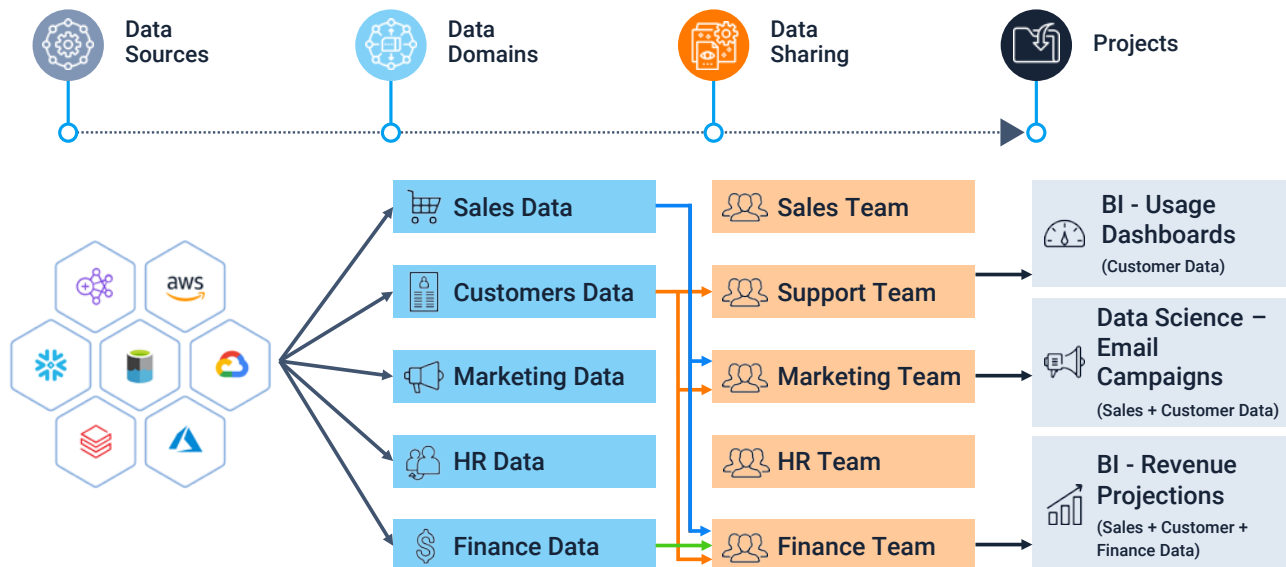 Data
Sources
Data
Domains
Data
Sharing
Projects
aws
Sales Data
Customers Data
Marketing Data
HR Data
Finance Data
Sales Team
Support Team
Marketing Team
HR Team
Finance Team
BI - Usage
Dashboards
(Customer Data)
Data Science –
Email
Campaigns
(Sales + Customer Data)
BI - Revenue
Projections
(Sales + Customer +
Finance Data)